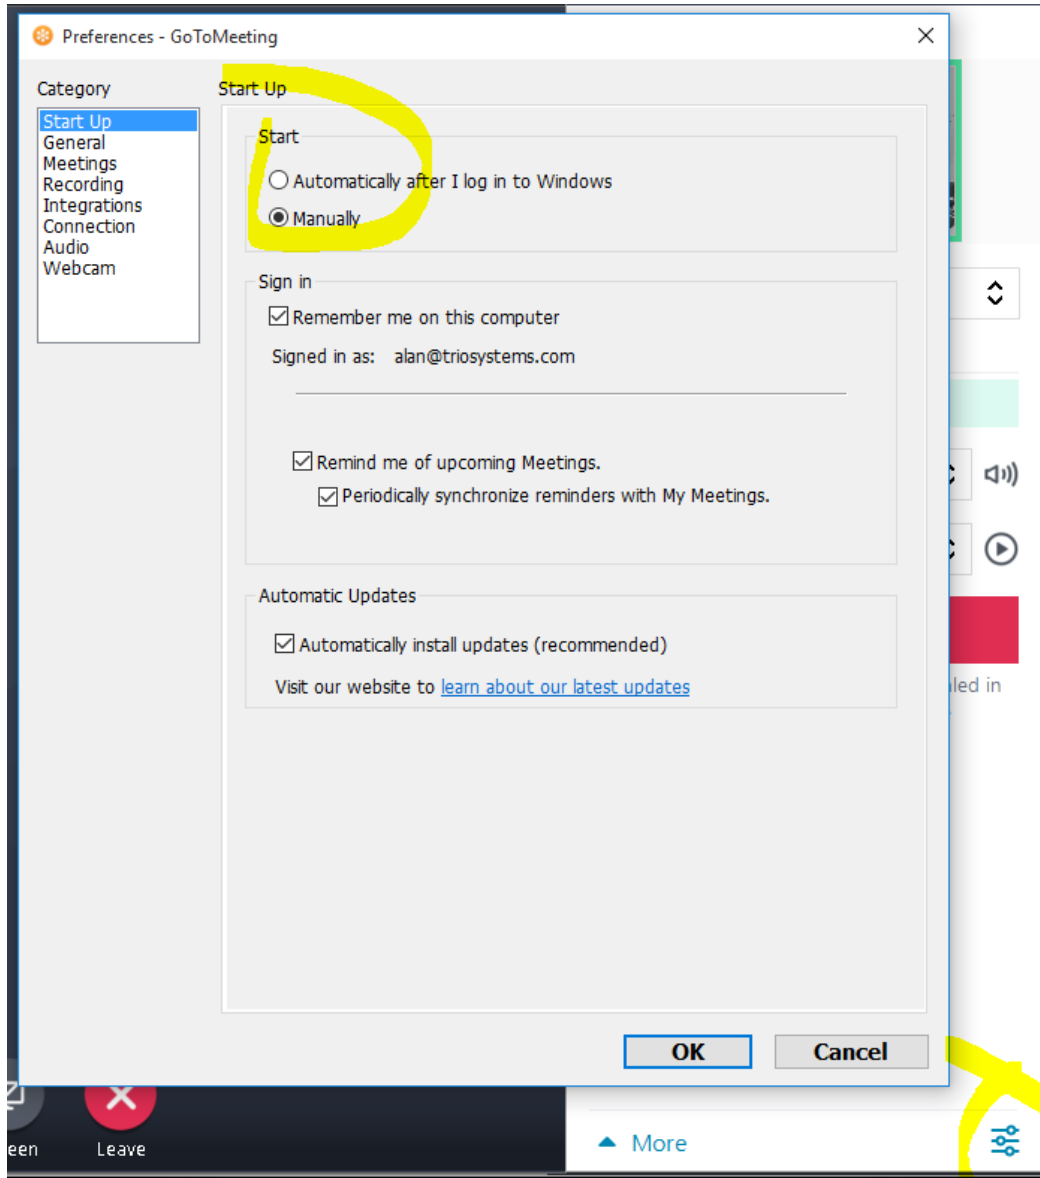 Preferences - GoToMeeting
Category
Start Up
General
Meetings
Recording
Integrations
Connection
Audio
Webcam
Start Up
Start
Automatically after I log in to Windows
Manually
Sign in
Remember me on this computer
Signed in as: alan@triosystems.com
Remind me of upcoming Meetings.
Periodically synchronize reminders with My Meetings.
Automatic Updates
Automatically install updates (recommended)
Visit our website to learn about our latest updates
in
OK
Cancel
Leave
More